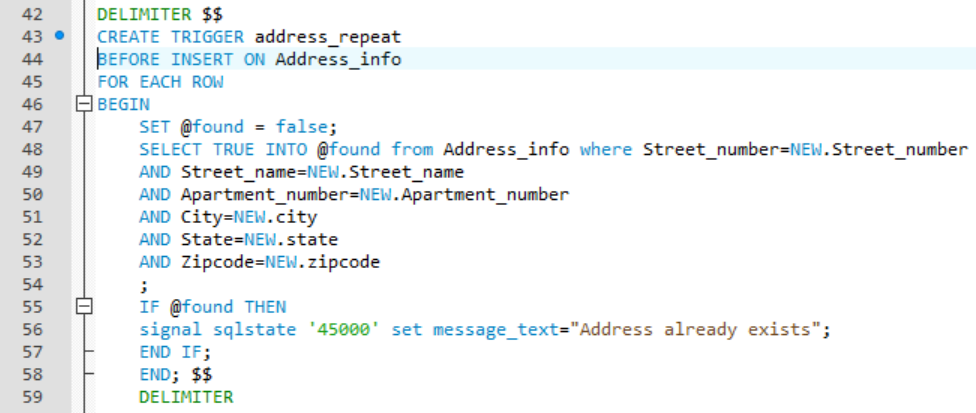 42 DELIMITER $$
43 CREATE TRIGGER address_repeat
44 BEFORE INSERT ON Address_info
45 FOR EACH ROW
46 BEGIN
47 SET @found = false;
48 SELECT TRUE INTO @found from Address_info where Street_number=NEW.Street_number
49 AND Street_name=NEW.Street_name
50 AND Apartment_number=NEW.Apartment_number
51 AND City=NEW.city
52 AND State=NEW.state
53 AND Zipcode=NEW.zipcode
54 ;
55 IF @found THEN
56 signal sqlstate '45000' set message_text="Address already exists";
57 END IF;
58 END; $$
59 DELIMITER